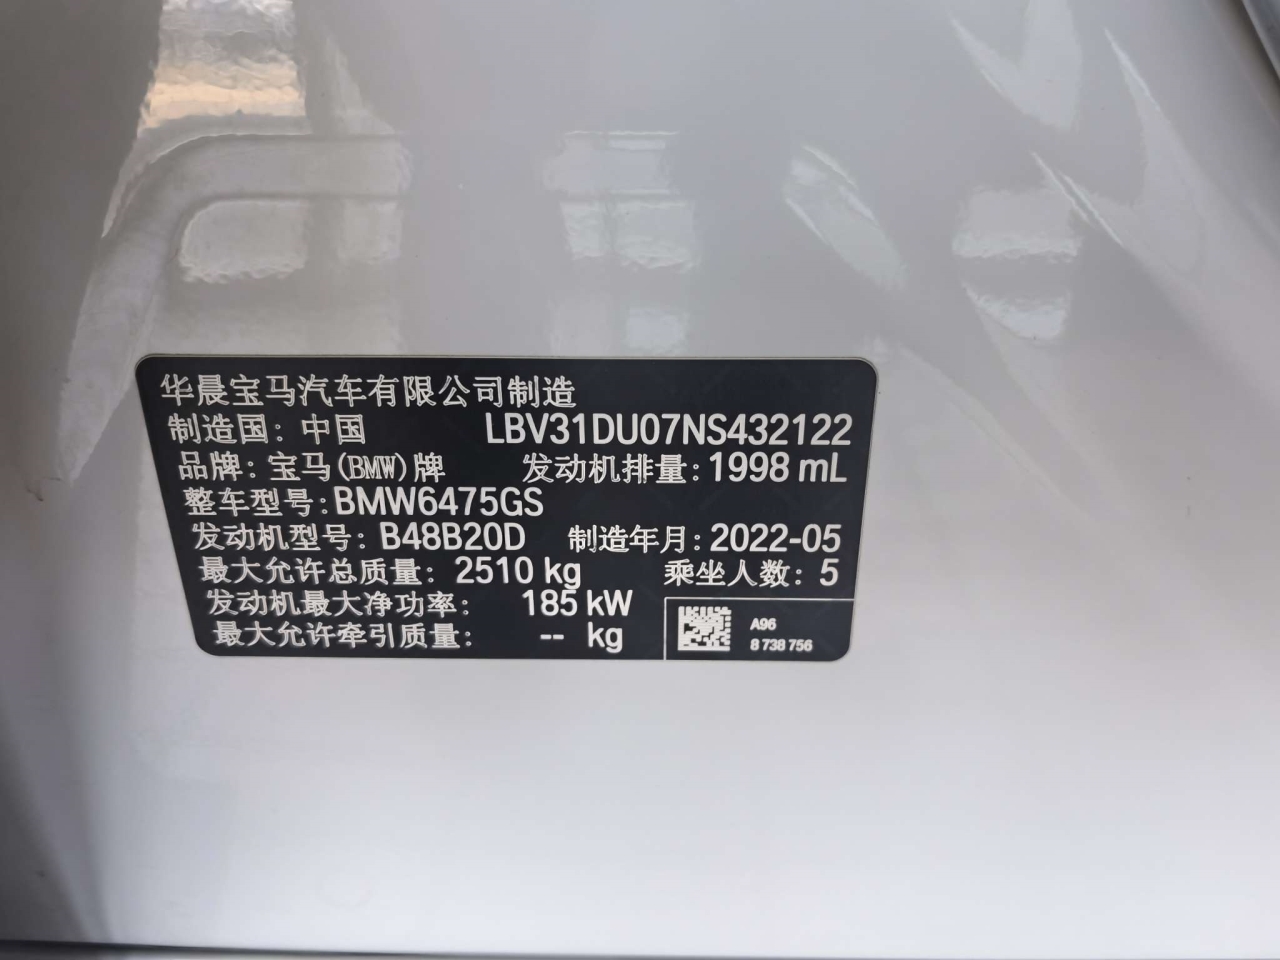 华晨宝马汽车有限公司制造
制造国: 中国 LBV31DU07NS432122
品牌: 宝马(BMW)牌 发动机排量: 1998 mL
整车型号: BMW6475GS
发动机型号: B48B20D 制造年月: 2022-05
最大允许总质量: 2510 kg 乘坐人数: 5
发动机最大净功率: 185 kW
最大允许牵引质量: -- kg
A96
8 738 756